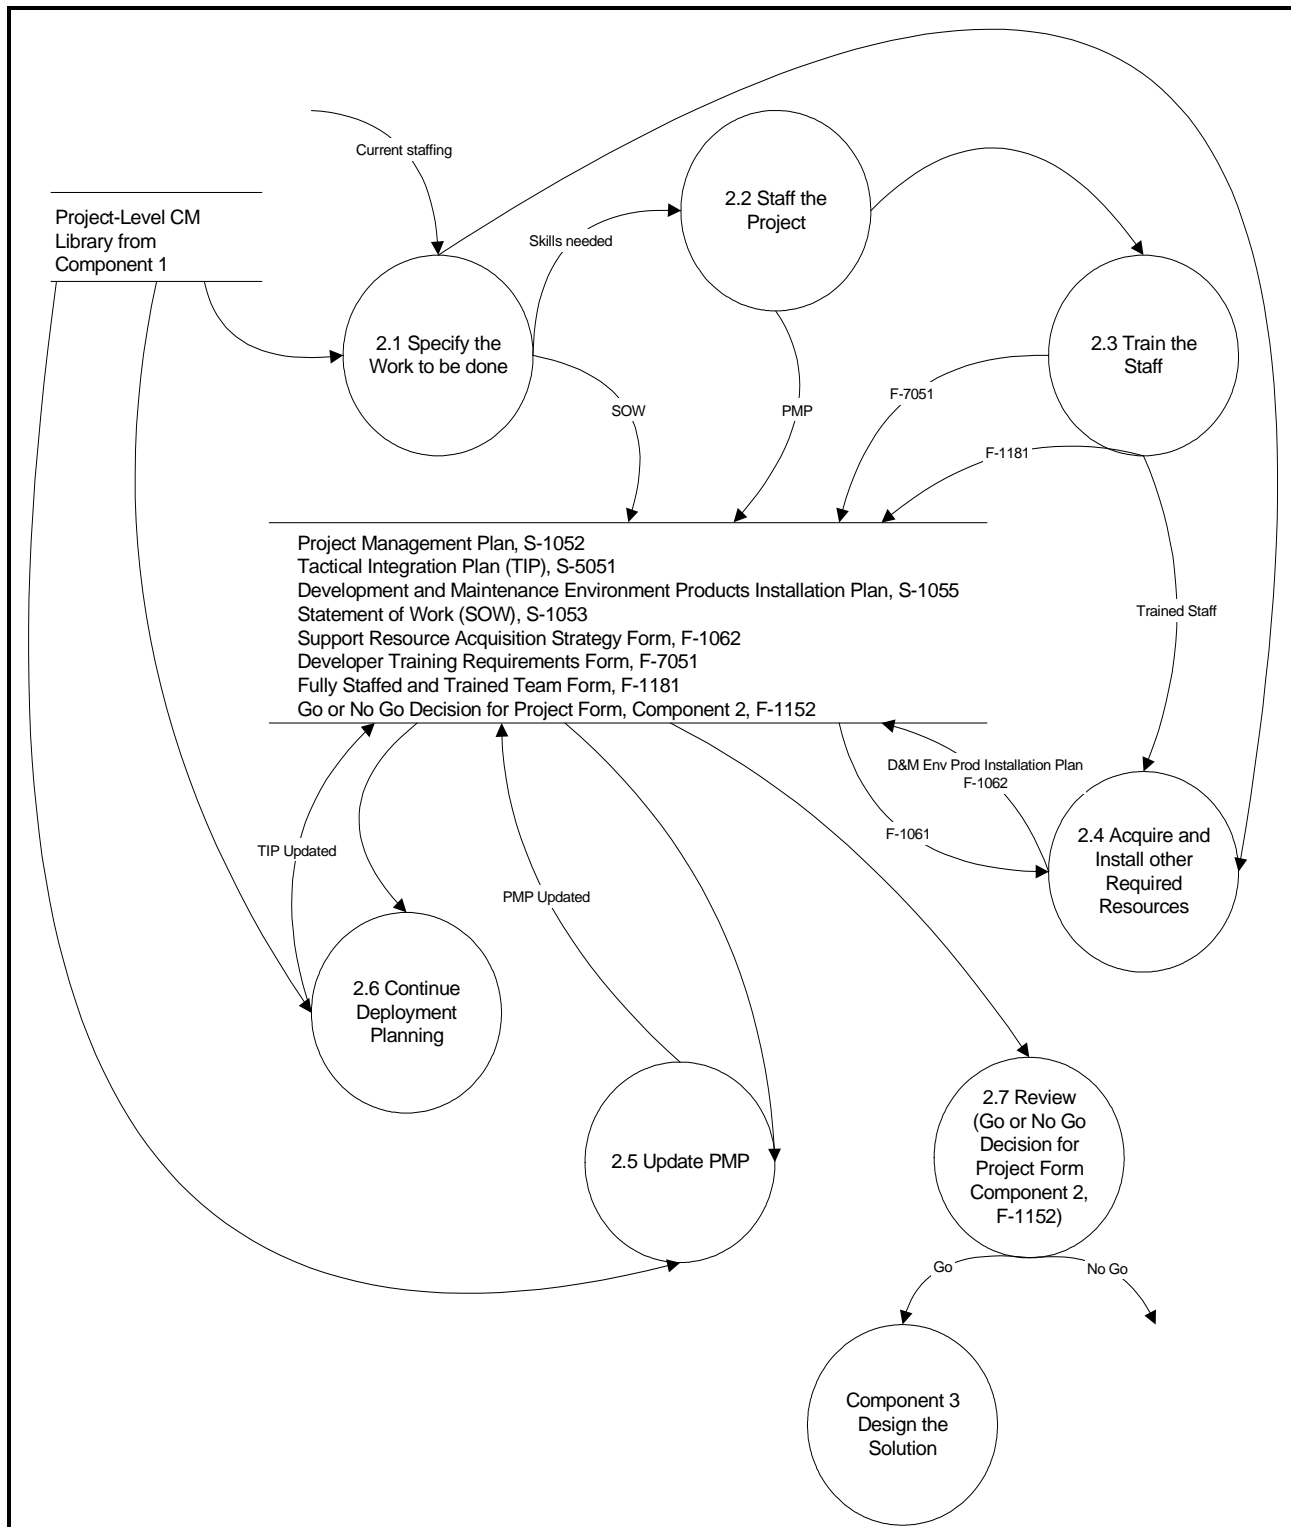 Current staffing
Project-Level CM
Library from
Component 1
2.2 Staff the
Project
Skills needed
2.1 Specify the
Work to be done
2.3 Train the
Staff
SOW
PMP
F-7051
F-1181
Project Management Plan, S-1052
Tactical Integration Plan (TIP), S-5051
Development and Maintenance Environment Products Installation Plan, S-1055
Statement of Work (SOW), S-1053
Support Resource Acquisition Strategy Form, F-1062
Developer Training Requirements Form, F-7051
Fully Staffed and Trained Team Form, F-1181
Go or No Go Decision for Project Form, Component 2, F-1152
Trained Staff
D&M Env Prod Installation Plan
F-1062
F-1061
2.4 Acquire and
Install other
Required
Resources
TIP Updated
PMP Updated
2.6 Continue
Deployment
Planning
2.5 Update PMP
2.7 Review
(Go or No Go
Decision for
Project Form
Component 2,
F-1152)
Go
No Go
Component 3
Design the
Solution